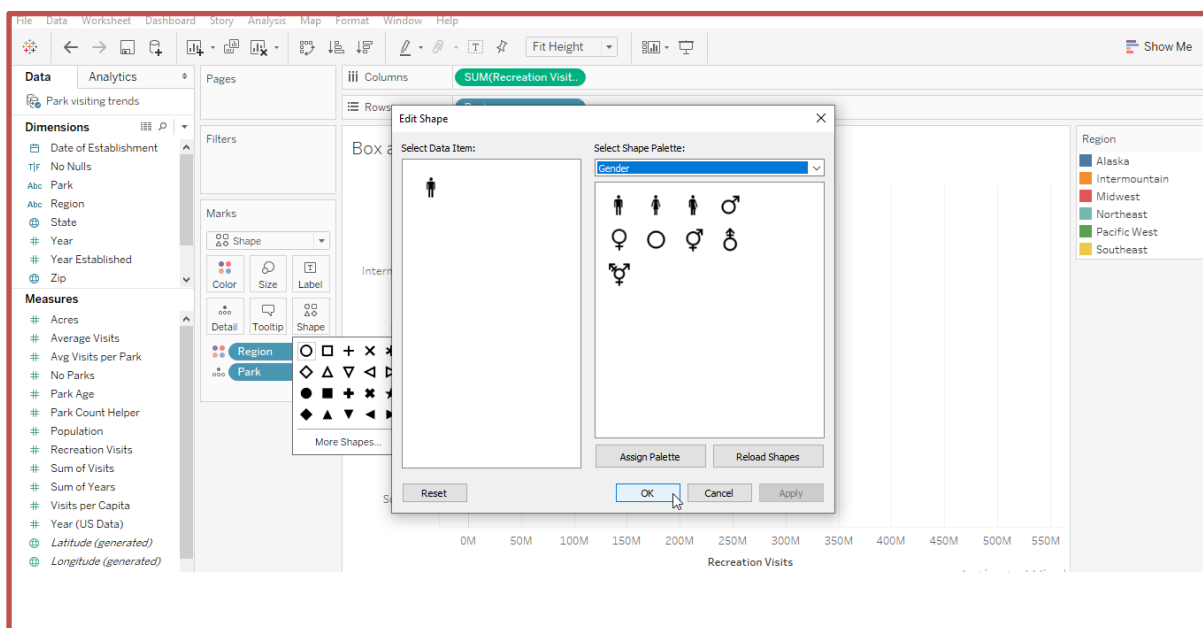 File Data Worksheet Dashboard Story Analysis Map Format Window Help
Fit Height
Show Me
Data Analytics
Park visiting trends
Dimensions
Date of Establishment
T|F No Nulls
Abc Park
Abc Region
State
# Year
# Year Established
Zip
Measures
# Acres
# Average Visits
# Avg Visits per Park
# No Parks
# Park Age
# Park Count Helper
# Population
# Recreation Visits
# Sum of Visits
# Sum of Years
# Visits per Capita
# Year (US Data)
Latitude (generated)
Longitude (generated)
Pages
Filters
Marks
Shape
Color Size Label
Detail Tooltip Shape
Region
Park
More Shapes...
Columns SUM(Recreation Visit..
Rows
Box a
Intern
S
Edit Shape
Select Data Item:
Select Shape Palette:
Gender
Assign Palette Reload Shapes
Reset OK Cancel Apply
0M 50M 100M 150M 200M 250M 300M 350M 400M 450M 500M 550M
Recreation Visits
Region
Alaska
Intermountain
Midwest
Northeast
Pacific West
Southeast